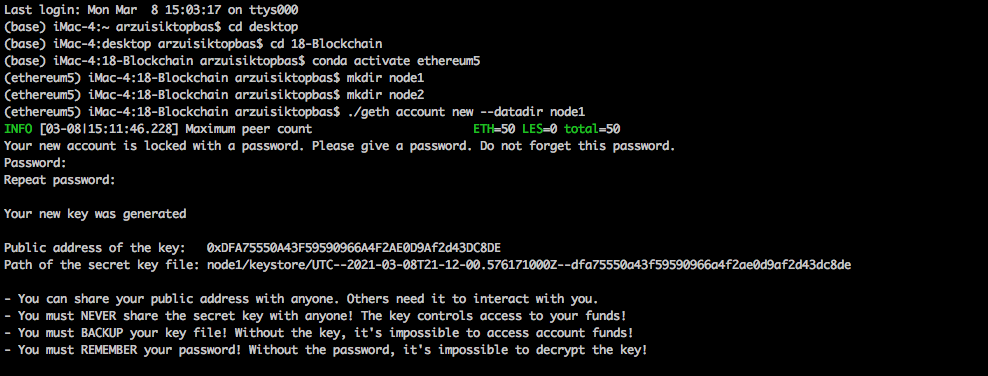 Last login: Mon Mar  8 15:03:17 on ttys000
(base) iMac-4:~ arzuisiktopbas$ cd desktop
(base) iMac-4:desktop arzuisiktopbas$ cd 18-Blockchain
(base) iMac-4:18-Blockchain arzuisiktopbas$ conda activate ethereum5
(ethereum5) iMac-4:18-Blockchain arzuisiktopbas$ mkdir node1
(ethereum5) iMac-4:18-Blockchain arzuisiktopbas$ mkdir node2
(ethereum5) iMac-4:18-Blockchain arzuisiktopbas$ ./geth account new --datadir node1
INFO [03-08|15:11:46.228] Maximum peer count                       ETH=50 LES=0 total=50
Your new account is locked with a password. Please give a password. Do not forget this password.
Password:
Repeat password:
Your new key was generated
Public address of the key:   0xDFA75550A43F59590966A4F2AE0D9Af2d43DC8DE
Path of the secret key file: node1/keystore/UTC--2021-03-08T21-12-00.576171000Z--dfa75550a43f59590966a4f2ae0d9af2d43dc8de
- You can share your public address with anyone. Others need it to interact with you.
- You must NEVER share the secret key with anyone! The key controls access to your funds!
- You must BACKUP your key file! Without the key, it's impossible to access account funds!
- You must REMEMBER your password! Without the password, it's impossible to decrypt the key!